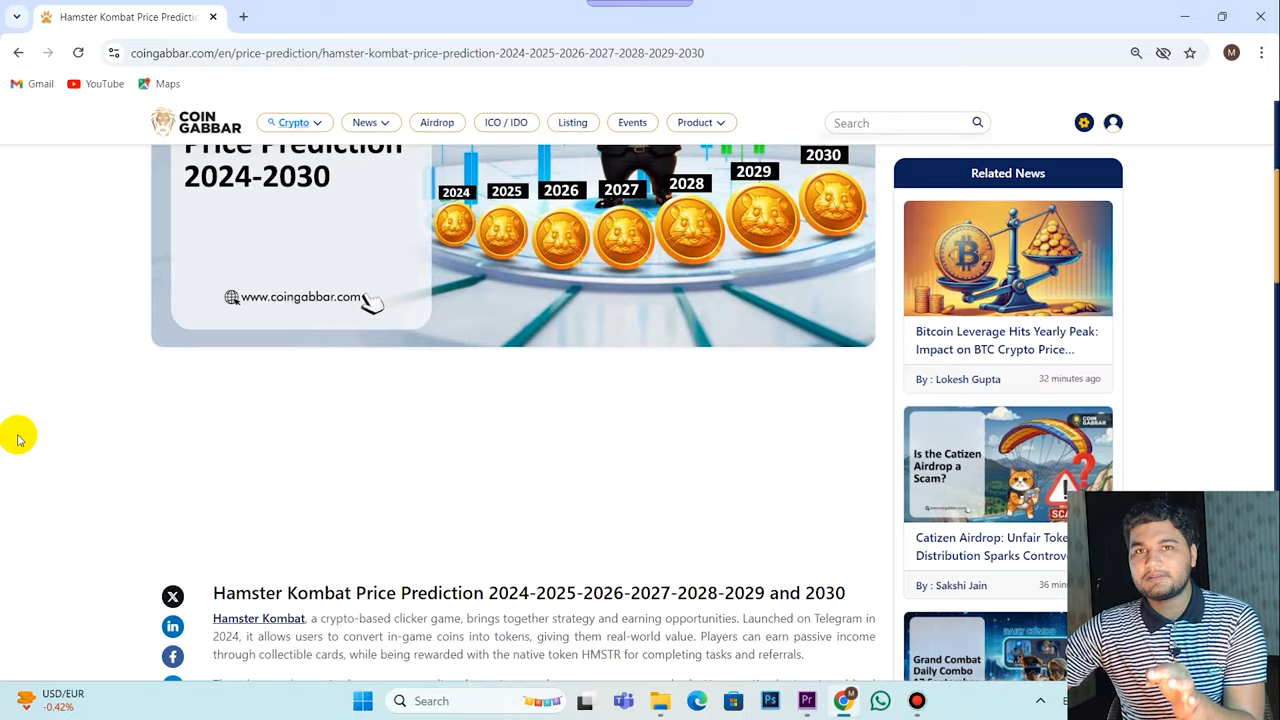 Hamster Kombat Price Predictic
coingabbar.com/en/price-prediction/hamster-kombat-price-prediction-2024-2025-2026-2027-2028-2029-2030
M
Gmail
YouTube
Maps
COIN
GABBAR
Crypto
News
Airdrop
ICO / IDO
Listing
Events
Product
Search
Price Prediction
2024-2030
www.coingabbar.com
2024
2025
2026
2027
2028
2029
2030
Related News
Bitcoin Leverage Hits Yearly Peak:
Impact on BTC Crypto Price...
By : Lokesh Gupta
32 minutes ago
COIN
GABBAR
Is the Catizen
Airdrop a
Scam?
Catizen Airdrop: Unfair Toke
Distribution Sparks Controv
By : Sakshi Jain
36 min
DAILY COMBO
Grand Combat
Daily Combo
Hamster Kombat Price Prediction 2024-2025-2026-2027-2028-2029 and 2030
Hamster Kombat, a crypto-based clicker game, brings together strategy and earning opportunities. Launched on Telegram in
2024, it allows users to convert in-game coins into tokens, giving them real-world value. Players can earn passive income
through collectible cards, while being rewarded with the native token HMSTR for completing tasks and referrals.
USD/EUR
-0.42%
Search